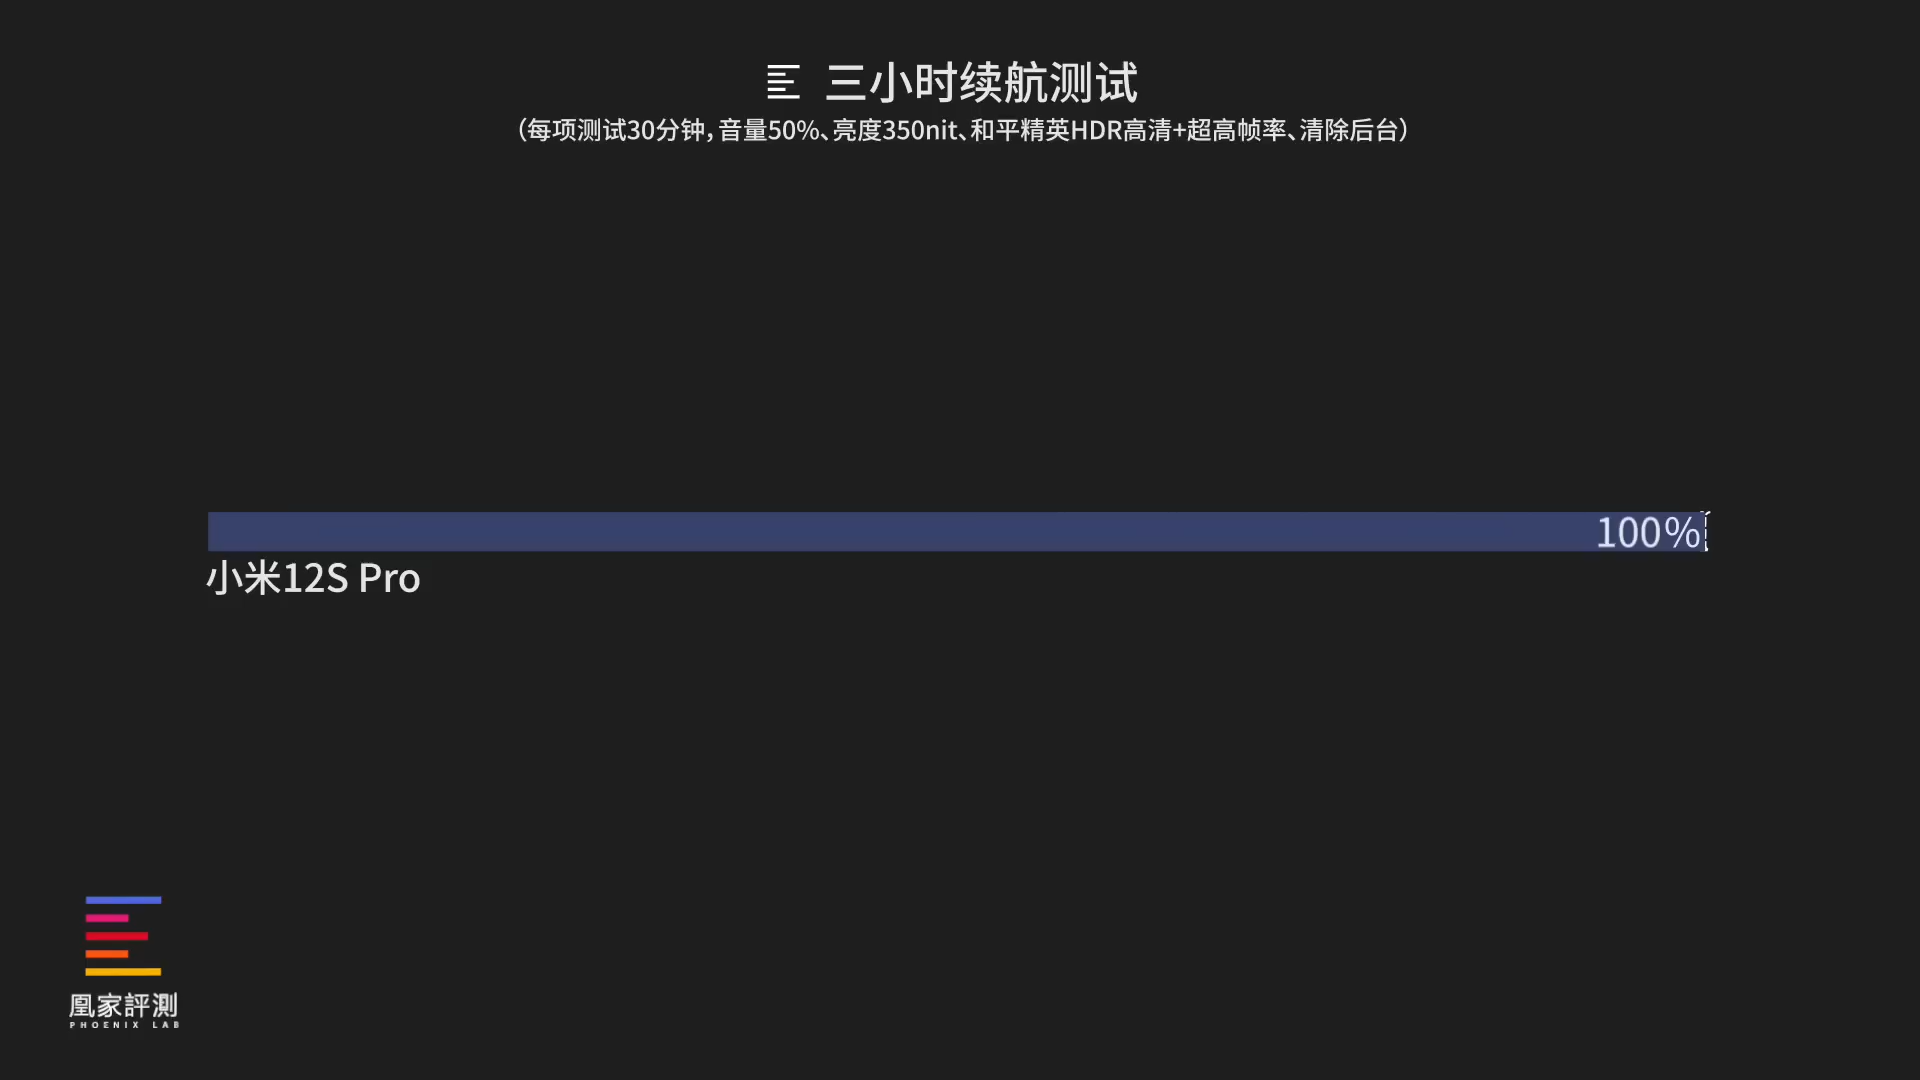 三小时续航测试
（每项测试30分钟，音量50%、亮度350nit、和平精英HDR高清+超高帧率、清除后台）
100%
小米12S Pro
凰家評測
PHOENIX LAB